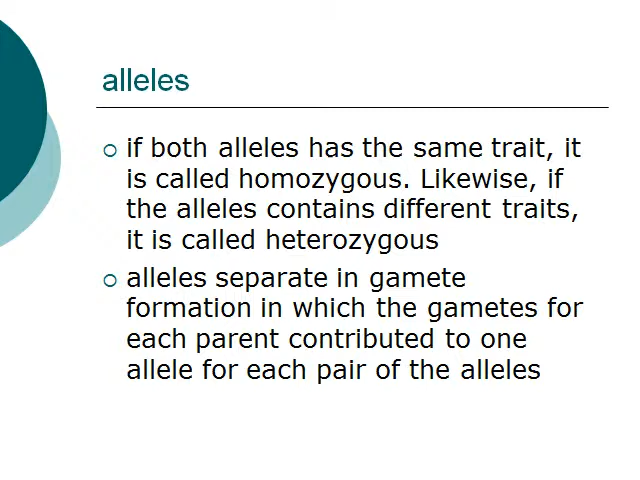 alleles
if both alleles has the same trait, it
is called homozygous. Likewise, if
the alleles contains different traits,
it is called heterozygous
alleles separate in gamete
formation in which the gametes for
each parent contributed to one
allele for each pair of the alleles